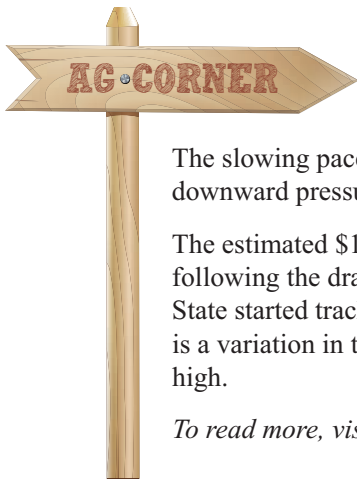 AG CORNER
The slowing pace
downward pressu
The estimated $1
following the dra
State started trac
is a variation in t
high.
To read more, vis